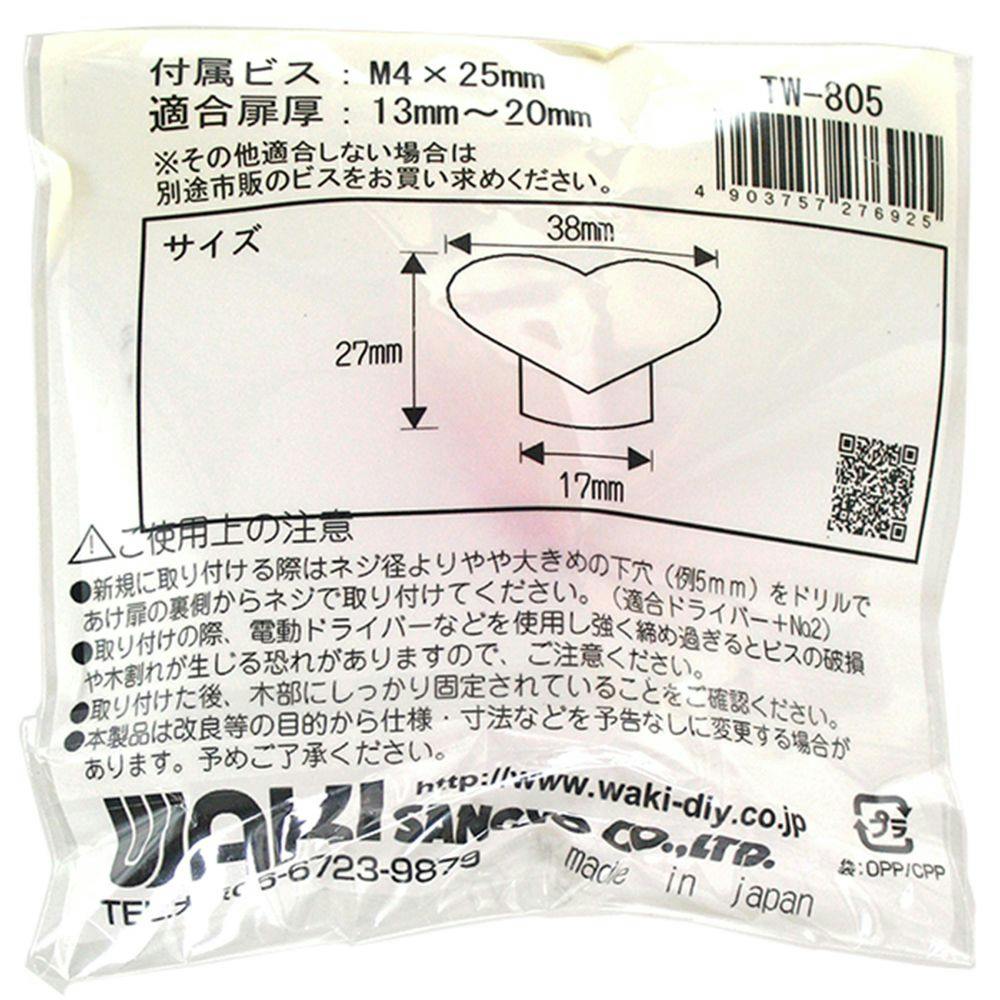 付属ビス：M4×25mm
適合扉厚：13mm～20mm
※その他適合しない場合は
別途市販のビスをお買い求めください。
TW-805
4 903757 276925
サイズ
38mm
27mm
17mm
⚠ご使用上の注意
●新規に取り付ける際はネジ径よりやや大きめの下穴（例5mm）をドリルで
あけ扉の裏側からネジで取り付けてください。（適合ドライバー＋No.2）
●取り付けの際、電動ドライバーなどを使用し強く締め過ぎるとビスの破損
や木割れが生じる恐れがありますので、ご注意ください。
●取り付けた後、木部にしっかり固定されていることをご確認ください。
●本製品は改良等の目的から仕様・寸法などを予告なしに変更する場合が
あります。予めご了承ください。
http://www.waki-diy.co.jp
WAKI SANGYO CO.,LTD.
TEL. 6723-9879
made in japan
プラ
袋:OPP/CPP